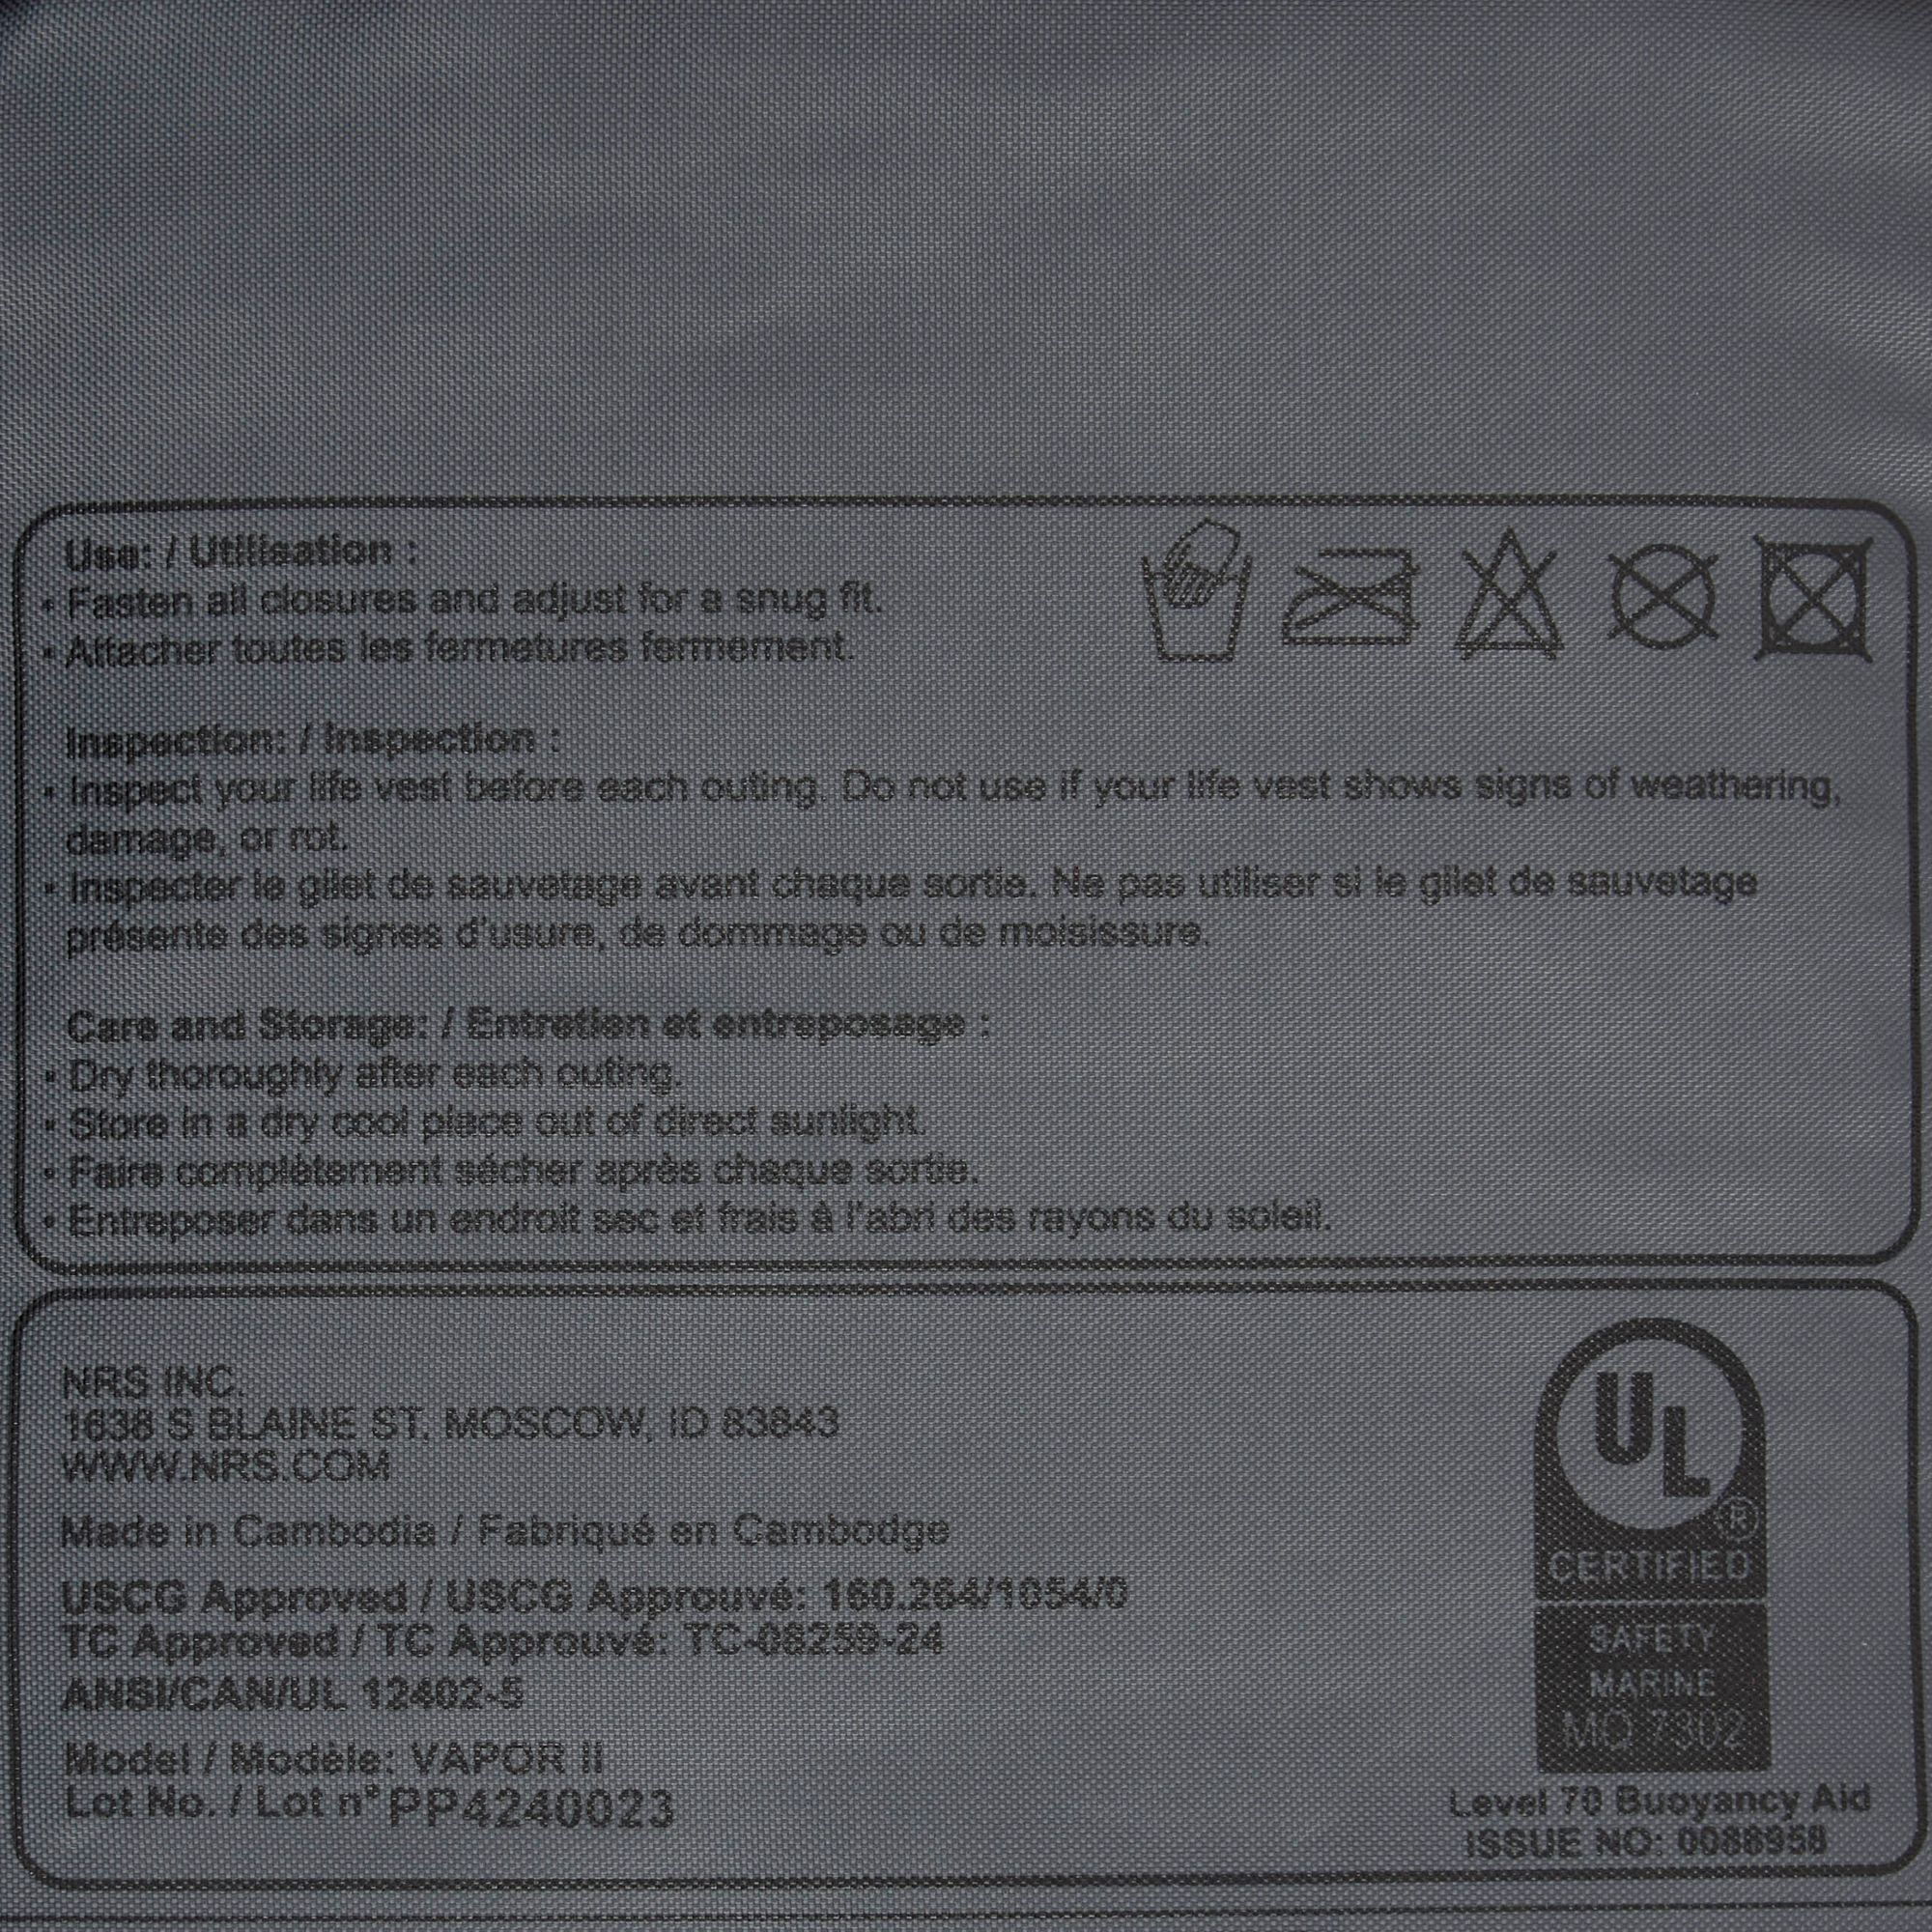 Use: / Utilisation :
• Fasten all closures and adjust for a snug fit.
• Attacher toutes les fermetures fermement.
Inspection: / Inspection :
• Inspect your life vest before each outing. Do not use if your life vest shows signs of weathering,
damage, or rot.
• Inspecter le gilet de sauvetage avant chaque sortie. Ne pas utiliser si le gilet de sauvetage
présente des signes d'usure, de dommage ou de moisissure.
Care and Storage: / Entretien et entreposage :
• Dry thoroughly after each outing.
• Store in a dry cool place out of direct sunlight.
• Faire complètement sécher après chaque sortie.
• Entreposer dans un endroit sec et frais à l'abri des rayons du soleil.
NRS INC.
1638 S BLAINE ST. MOSCOW, ID 83843
WWW.NRS.COM
Made in Cambodia / Fabriqué en Cambodge
USCG Approved / USCG Approuvé: 160.264/1054/0
TC Approved / TC Approuvé: TC-08259-24
ANSI/CAN/UL 12402-5
Model / Modèle: VAPOR II
Lot No. / Lot n° PP4240023
UL ®
CERTIFIED
SAFETY
MARINE
MQ 7302
Level 70 Buoyancy Aid
ISSUE NO: 0088958